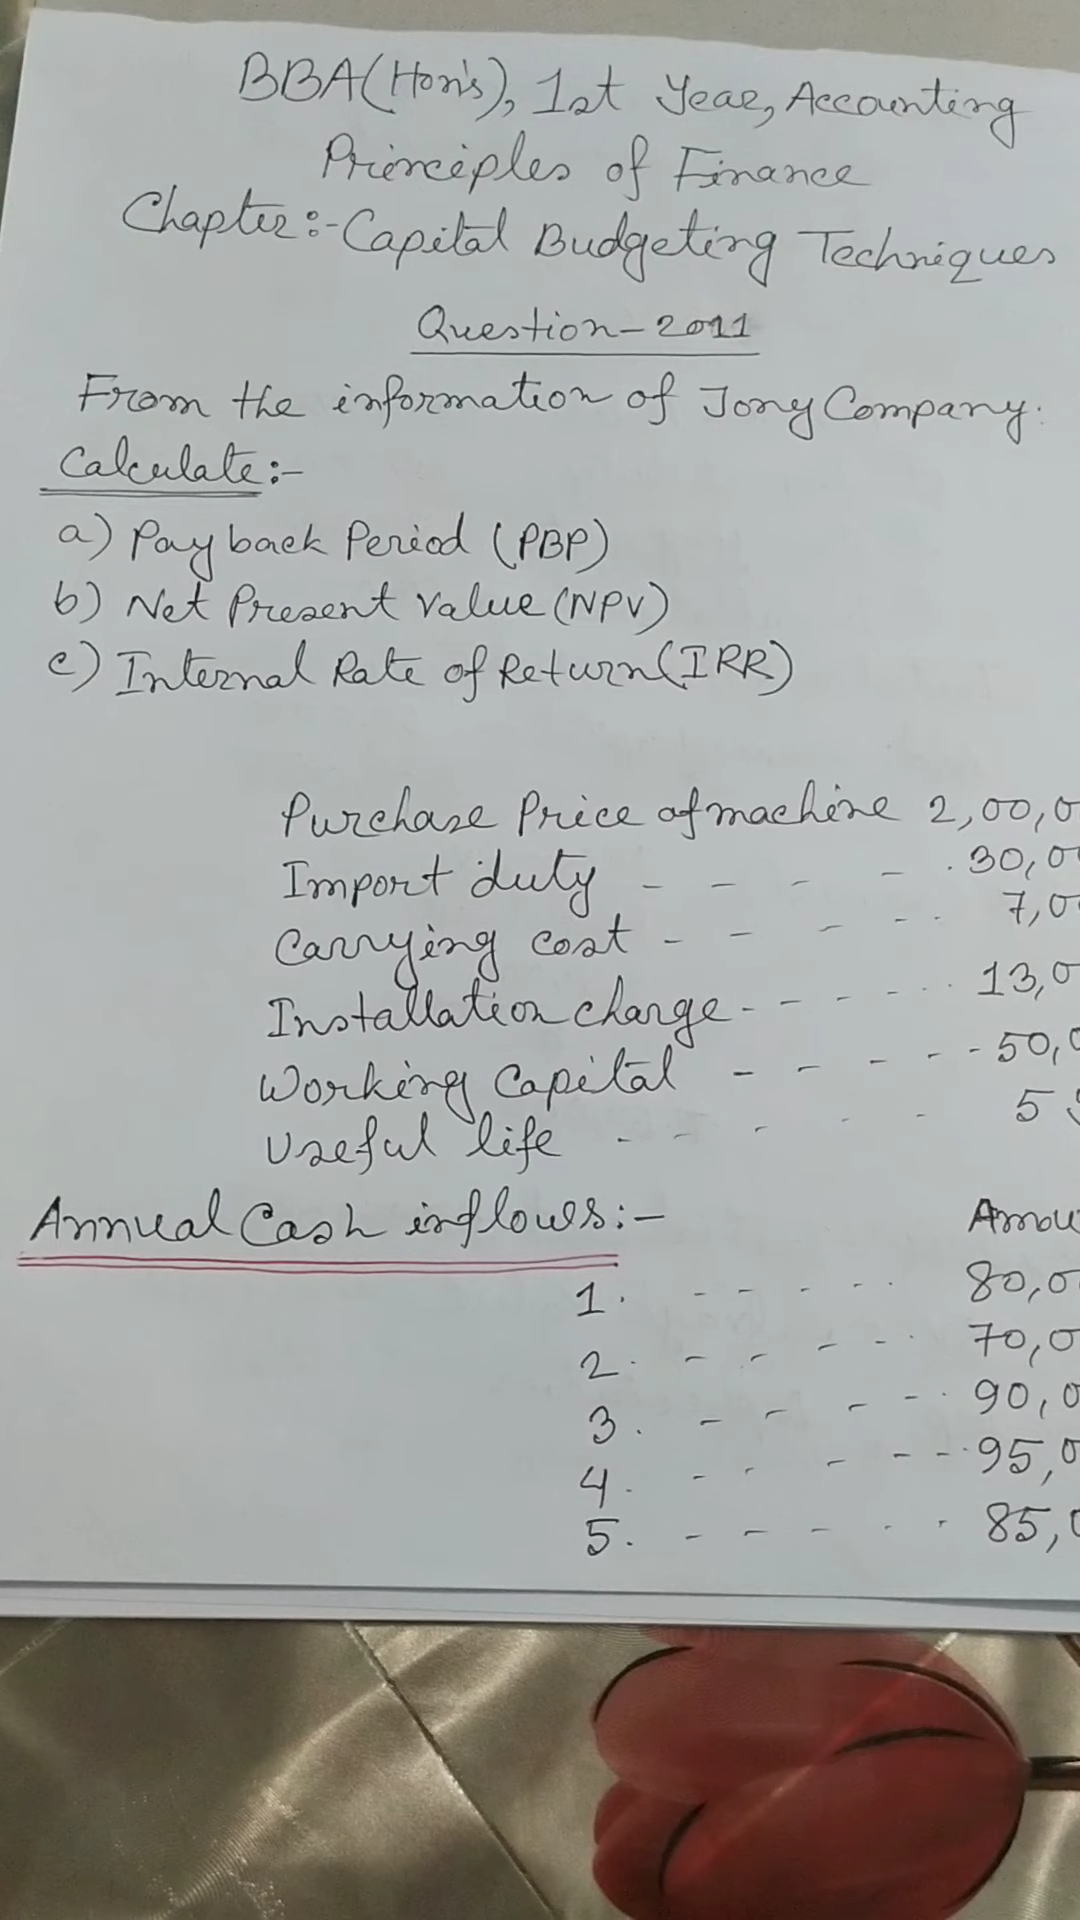 BBA(Hon's), 1st Year, Accounting
Principles of Finance
Chapter:-Capital Budgeting Techniques
Question-2011
From the information of Jony Company.
Calculate:-
a) Pay back Period (PBP)
b) Net Present Value (NPV)
c) Internal Rate of Return (IRR)
Purchase Price of machine 2,00,0
Import duty - - - - . 30,0
Carrying cost - - - - - . 7,0
Installation charge - - - - - . . 13,0
Working Capital - - - - - - 50,0
Useful life - - - - - 5
Annual Cash inflows:- Amou
1. - - - - - . 80,0
2. - - - - . 70,0
3. - - - - . 90,0
4. - - - - - . 95,0
5. - - - - - 85,0